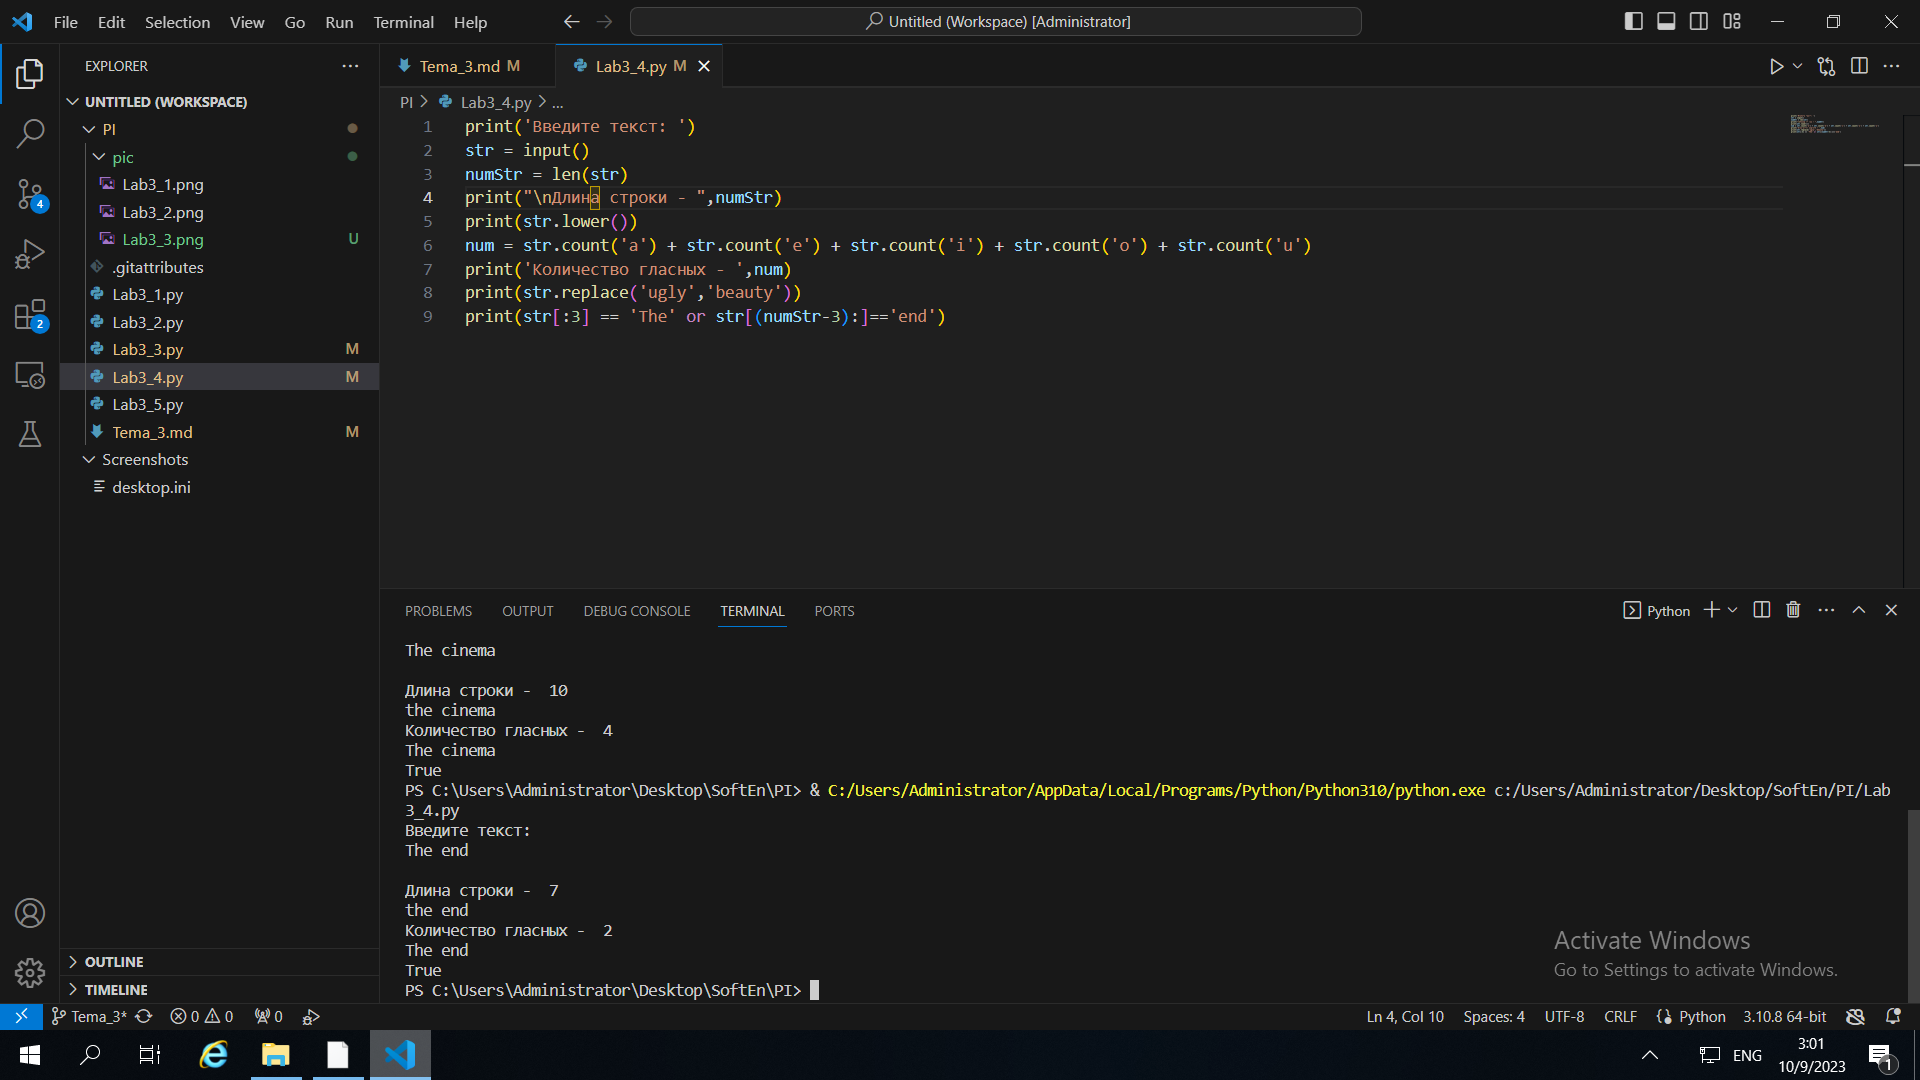 File Edit Selection View Go Run Terminal Help
Untitled (Workspace) [Administrator]
EXPLORER
UNTITLED (WORKSPACE)
PI
pic
Lab3_1.png
Lab3_2.png
Lab3_3.png U
.gitattributes
Lab3_1.py
Lab3_2.py
Lab3_3.py M
Lab3_4.py M
Lab3_5.py
Tema_3.md M
Screenshots
desktop.ini
OUTLINE
TIMELINE
4
2
Tema_3.md M
Lab3_4.py M
PI > Lab3_4.py > ...
1 print('Введите текст: ')
2 str = input()
3 numStr = len(str)
4 print("\nДлина строки - ",numStr)
5 print(str.lower())
6 num = str.count('a') + str.count('e') + str.count('i') + str.count('o') + str.count('u')
7 print('Количество гласных - ',num)
8 print(str.replace('ugly','beauty'))
9 print(str[:3] == 'The' or str[(numStr-3):]=='end')
PROBLEMS OUTPUT DEBUG CONSOLE TERMINAL PORTS
Python
The cinema
Длина строки -  10
the cinema
Количество гласных -  4
The cinema
True
PS C:\Users\Administrator\Desktop\SoftEn\PI> & C:/Users/Administrator/AppData/Local/Programs/Python/Python310/python.exe c:/Users/Administrator/Desktop/SoftEn/PI/Lab
3_4.py
Введите текст:
The end
Длина строки -  7
the end
Количество гласных -  2
The end
True
PS C:\Users\Administrator\Desktop\SoftEn\PI>
Activate Windows
Go to Settings to activate Windows.
Tema_3* 0 0 0
Ln 4, Col 10 Spaces: 4 UTF-8 CRLF Python 3.10.8 64-bit
ENG
3:01
10/9/2023
1